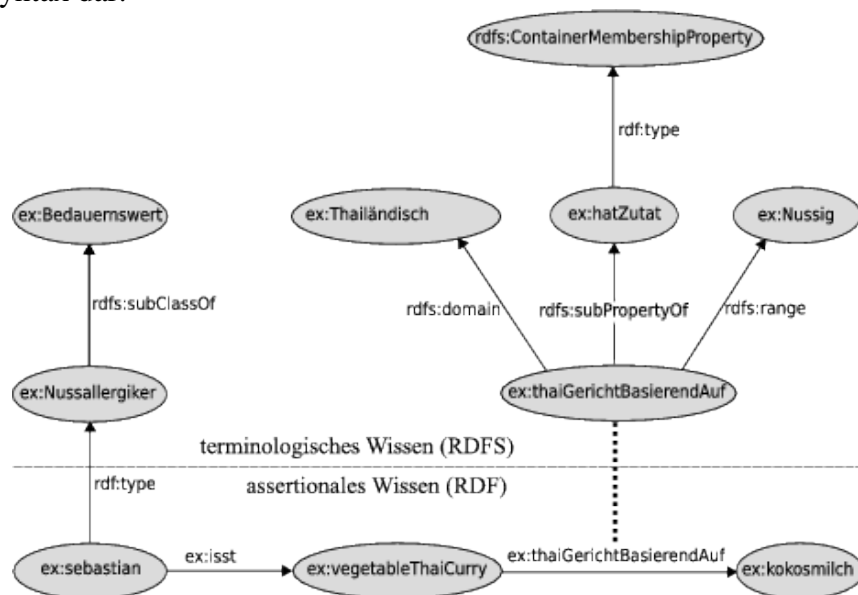 yntax dar.
rdfs:ContainerMembershipProperty
rdf:type
ex:Bedauernswert
ex:Thailändisch
ex:hatZutat
ex:Nussig
rdfs:subClassOf
rdfs:domain
rdfs:subPropertyOf
rdfs:range
ex:Nussallergiker
ex:thaiGerichtBasierendAuf
terminologisches Wissen (RDFS)
rdf:type
assertionales Wissen (RDF)
ex:isst
ex:thaiGerichtBasierendAuf
ex:sebastian
ex:vegetableThaiCurry
ex:kokosmilch